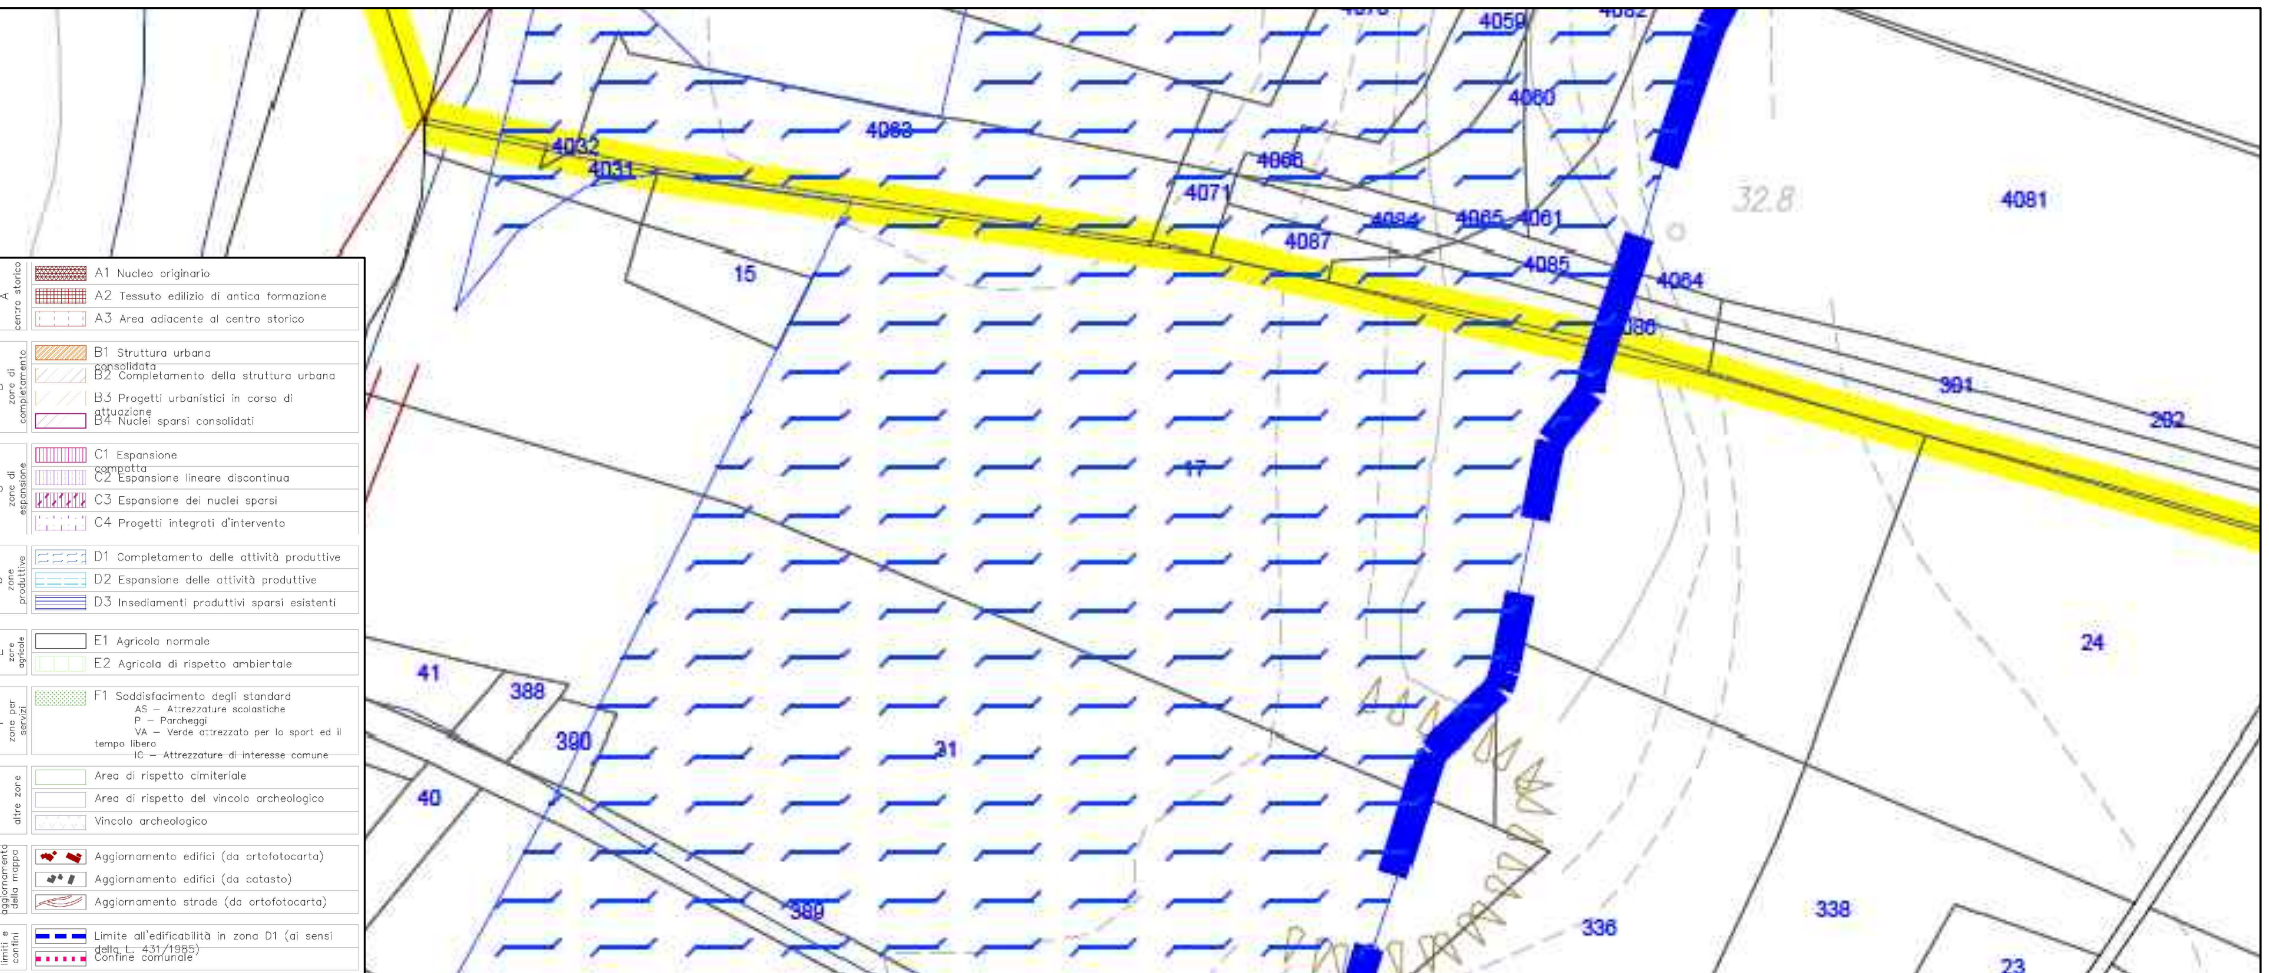 4059
4060
4063
4032
4031
4066
4071
32.8
4081
4084
4065
4061
4087
4085
4064
15
301
17
24
41
388
390
31
40
389
336
338
23
A
centro storico
A1 Nucleo originario
A2 Tessuto edilizio di antica formazione
A3 Area adiacente al centro storico
zone di
completamento
B1 Struttura urbana
consolidata
B2 Completamento della struttura urbana
B3 Progetti urbanistici in corso di
attuazione
B4 Nuclei sparsi consolidati
zone di
espansione
C1 Espansione
compatta
C2 Espansione lineare discontinua
C3 Espansione dei nuclei sparsi
C4 Progetti integrati d'intervento
zone
produttive
D1 Completamento delle attività produttive
D2 Espansione delle attività produttive
D3 Insediamenti produttivi sparsi esistenti
zone
agricole
E1 Agricola normale
E2 Agricola di rispetto ambientale
zone per
servizi
F1 Soddisfacimento degli standard
AS – Attrezzature scolastiche
P – Parcheggi
VA – Verde attrezzato per lo sport ed il
tempo libero
IC – Attrezzature di interesse comune
altre zone
Area di rispetto cimiteriale
Area di rispetto del vincolo archeologico
Vincolo archeologico
aggiornamento
della mappa
Aggiornamento edifici (da ortofotocarta)
Aggiornamento edifici (da catasto)
Aggiornamento strade (da ortofotocarta)
limiti e
confini
Limite all'edificabilità in zona D1 (ai sensi
della L. 431/1985)
Confine comunale